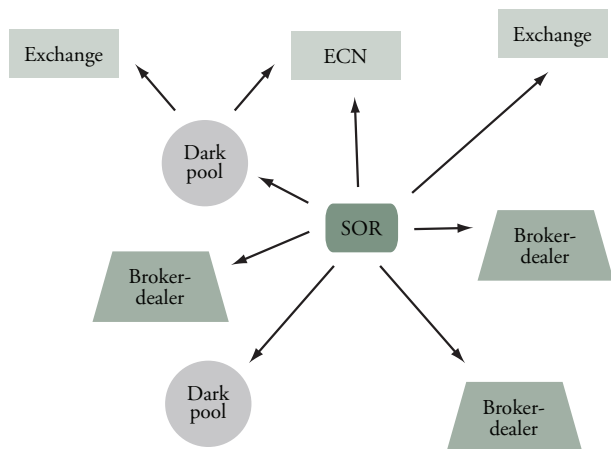 Exchange
ECN
Exchange
Dark
pool
SOR
Broker-
dealer
Broker-
dealer
Dark
pool
Broker-
dealer